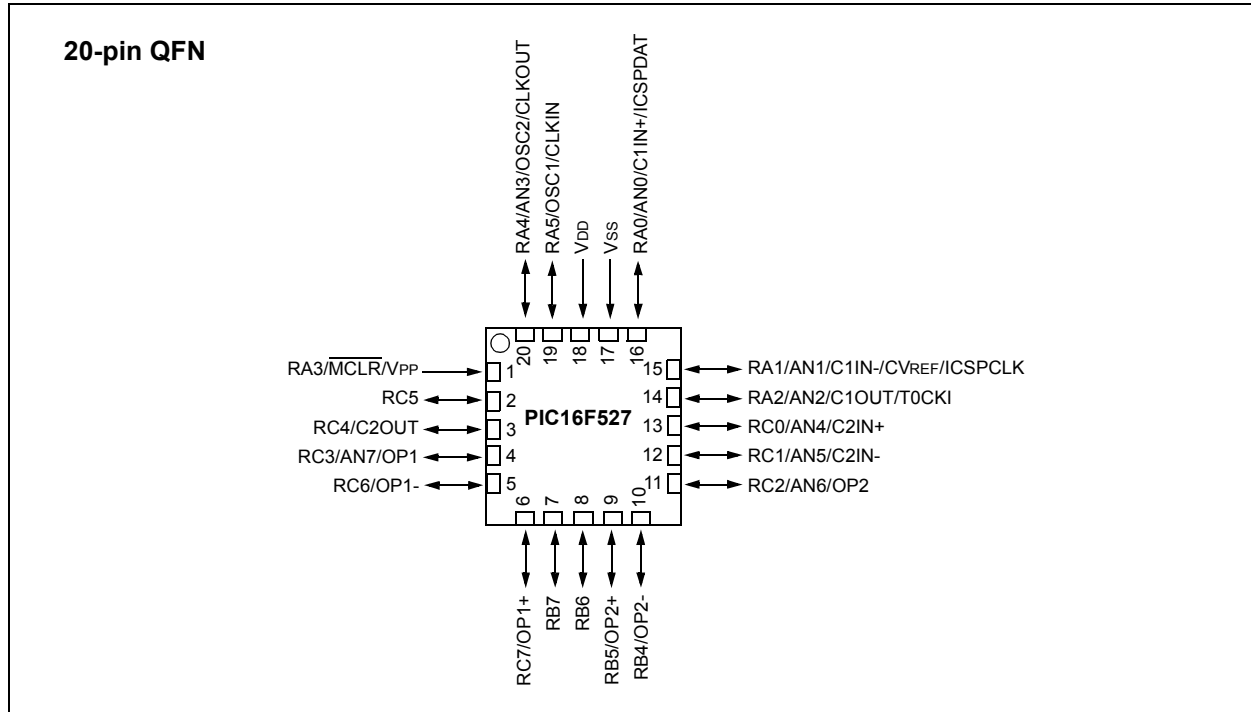 20-pin QFN
RA4/AN3/OSC2/CLKOUT
RA5/OSC1/CLKIN
VDD
VSS
RA0/AN0/C1IN+/ICSPDAT
20
19
18
17
16
RA3/MCLR/VPP
1
RC5
2
RC4/C2OUT
3
RC3/AN7/OP1
4
RC6/OP1-
5
PIC16F527
15
RA1/AN1/C1IN-/CVREF/ICSPCLK
14
RA2/AN2/C1OUT/T0CKI
13
RC0/AN4/C2IN+
12
RC1/AN5/C2IN-
11
RC2/AN6/OP2
6
7
8
9
10
RC7/OP1+
RB7
RB6
RB5/OP2+
RB4/OP2-